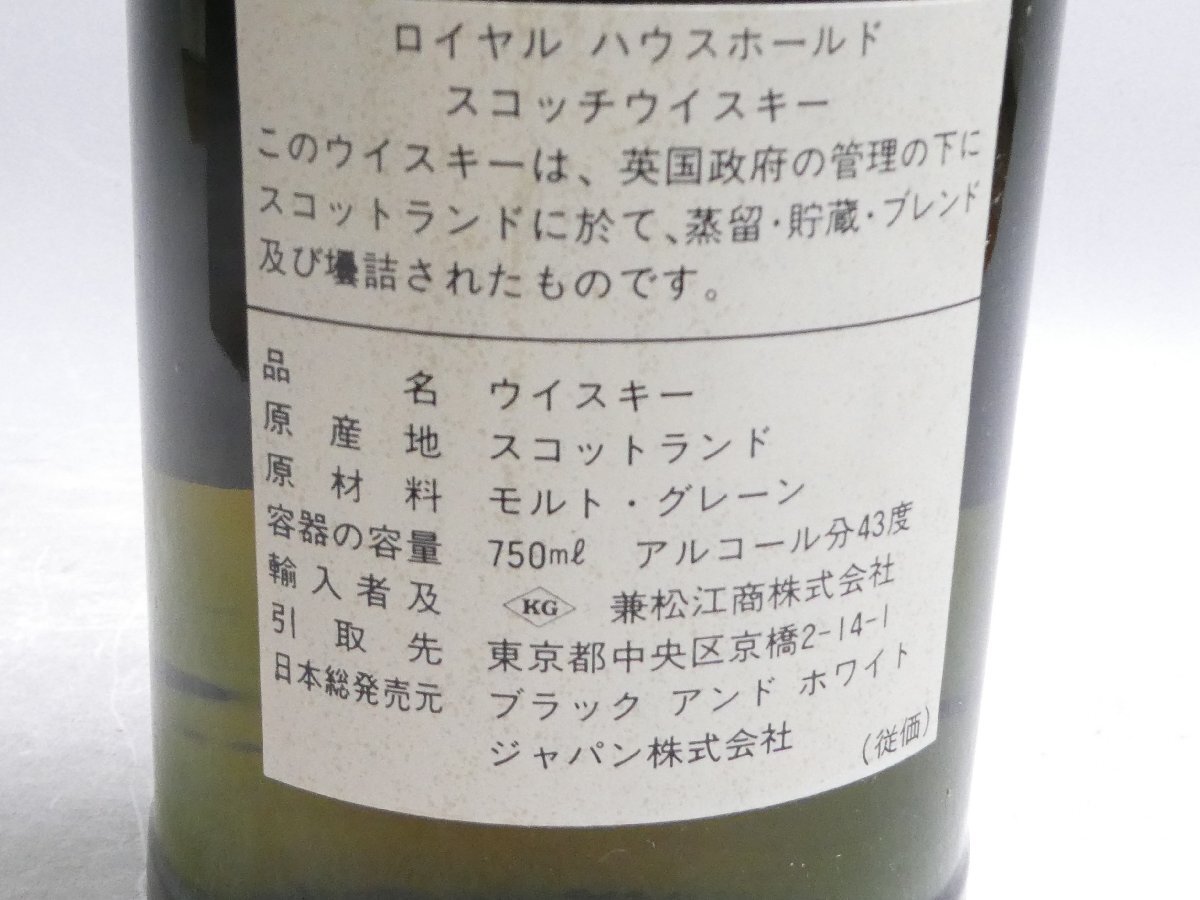 ロイヤル ハウスホールド
スコッチウイスキー
このウイスキーは、英国政府の管理の下に
スコットランドに於て、蒸留・貯蔵・ブレンド
及び壜詰されたものです。
品名 ウイスキー
原産地 スコットランド
原材料 モルト・グレーン
容器の容量 750mℓ アルコール分43度
輸入者及 KG 兼松江商株式会社
引取先 東京都中央区京橋2-14-1
日本総発売元 ブラック アンド ホワイト
ジャパン株式会社 (従価)